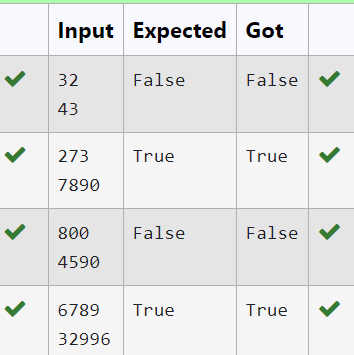 Input Expected Got
32 False False
43
273 True True
7890
800 False False
4590
6789 True True
32996